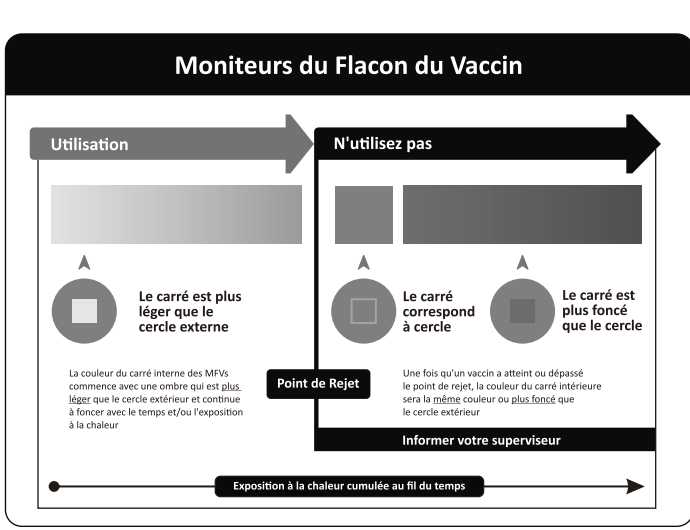 Moniteurs du Flacon du Vaccin
Utilisation
N'utilisez pas
Le carré est plus
léger que le
cercle externe
Le carré
correspond
à cercle
Le carré est
plus foncé
que le cercle
La couleur du carré interne des MFVs
commence avec une ombre qui est plus
léger que le cercle extérieur et continue
à foncer avec le temps et/ou l'exposition
à la chaleur
Point de Rejet
Une fois qu'un vaccin a atteint ou dépassé
le point de rejet, la couleur du carré intérieure
sera la même couleur ou plus foncé que
le cercle extérieur
Informer votre superviseur
Exposition à la chaleur cumulée au fil du temps